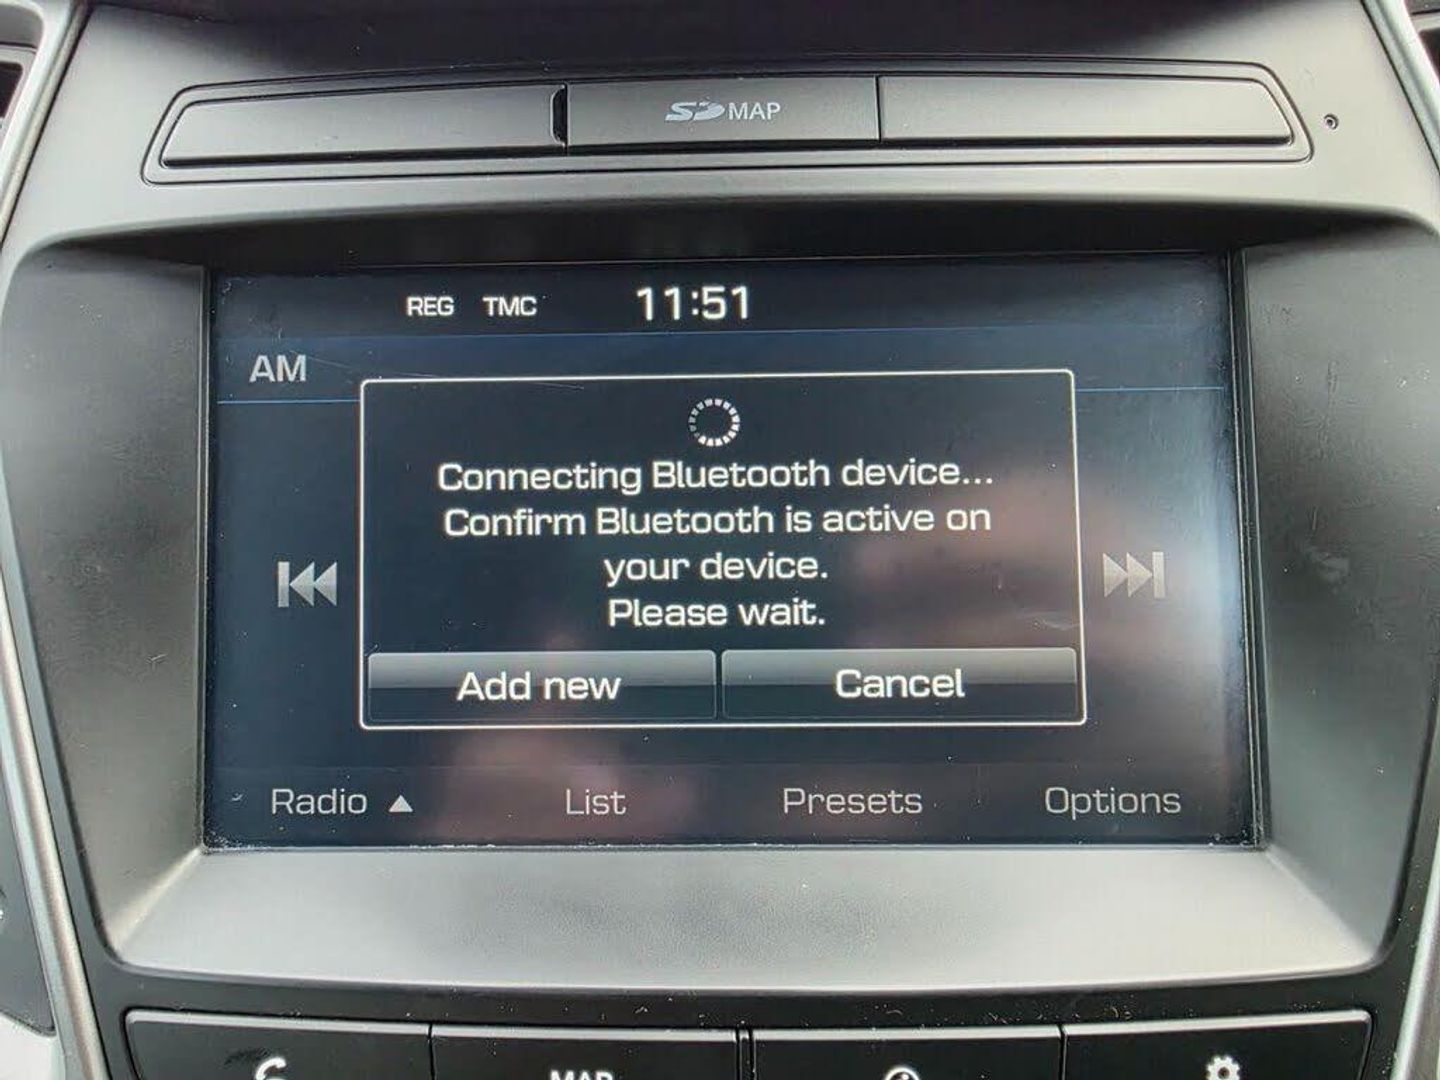 SD MAP
REG TMC 11:51
AM
Connecting Bluetooth device...
Confirm Bluetooth is active on
your device.
Please wait.
Add new Cancel
Radio ▲ List Presets Options
MAP